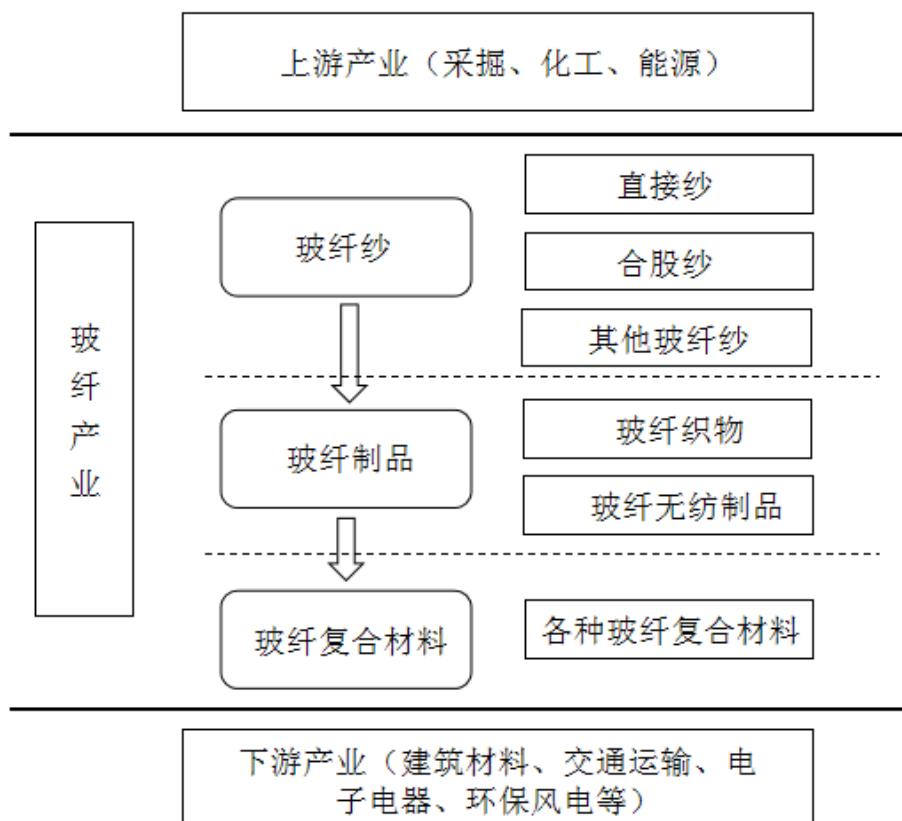 上游产业（采掘、化工、能源）
玻纤产业
玻纤纱
直接纱
合股纱
其他玻纤纱
玻纤制品
玻纤织物
玻纤无纺制品
玻纤复合材料
各种玻纤复合材料
下游产业（建筑材料、交通运输、电
子电器、环保风电等）